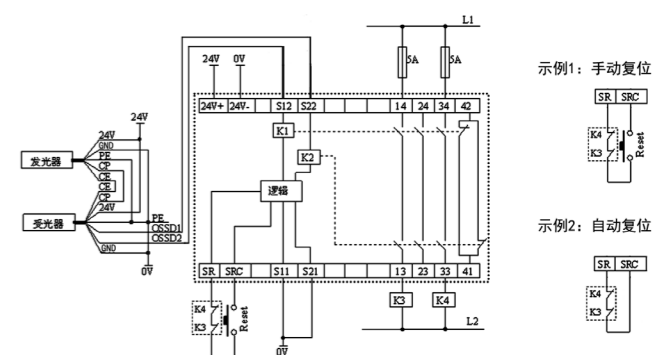 L1
24V 0V 5A 5A
24V+ 24V- S12 S22 14 24 34 42
K1
K2
逻辑
SR SRC S11 S21 13 23 33 41
K4
K3
Reset
0V
K3 K4
L2
24V
发光器
24V
GND
PE
CP
CE
CE
CP
24V
受光器
PE
OSSD1
OSSD2
GND
0V
示例1：手动复位
SR SRC
K4
K3
Reset
示例2：自动复位
SR SRC
K4
K3